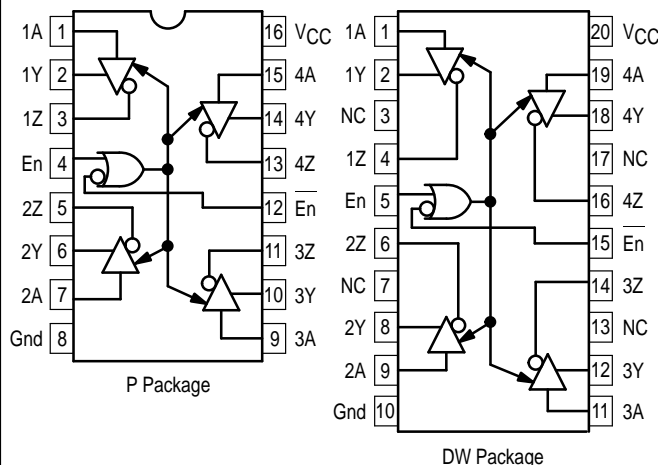 1A 1 16 VCC
1Y 2 15 4A
1Z 3 14 4Y
En 4 13 4Z
2Z 5 12 En
2Y 6 11 3Z
2A 7 10 3Y
Gnd 8 9 3A
P Package
1A 1 20 VCC
1Y 2 19 4A
NC 3 18 4Y
1Z 4 17 NC
En 5 16 4Z
2Z 6 15 En
NC 7 14 3Z
2Y 8 13 NC
2A 9 12 3Y
Gnd 10 11 3A
DW Package